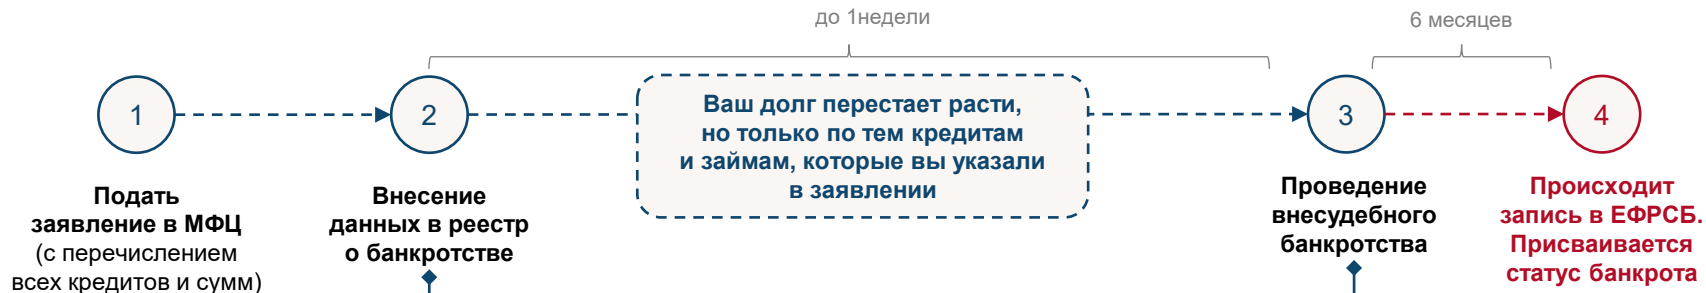 до 1недели
6 месяцев
1
2
Ваш долг перестает расти,
но только по тем кредитам
и займам, которые вы указали
в заявлении
3
4
Подать
заявление в МФЦ
(с перечислением
всех кредитов и сумм)
Внесение
данных в реестр
о банкротстве
Проведение
внесудебного
банкротства
Происходит
запись в ЕФРСБ.
Присваивается
статус банкрота